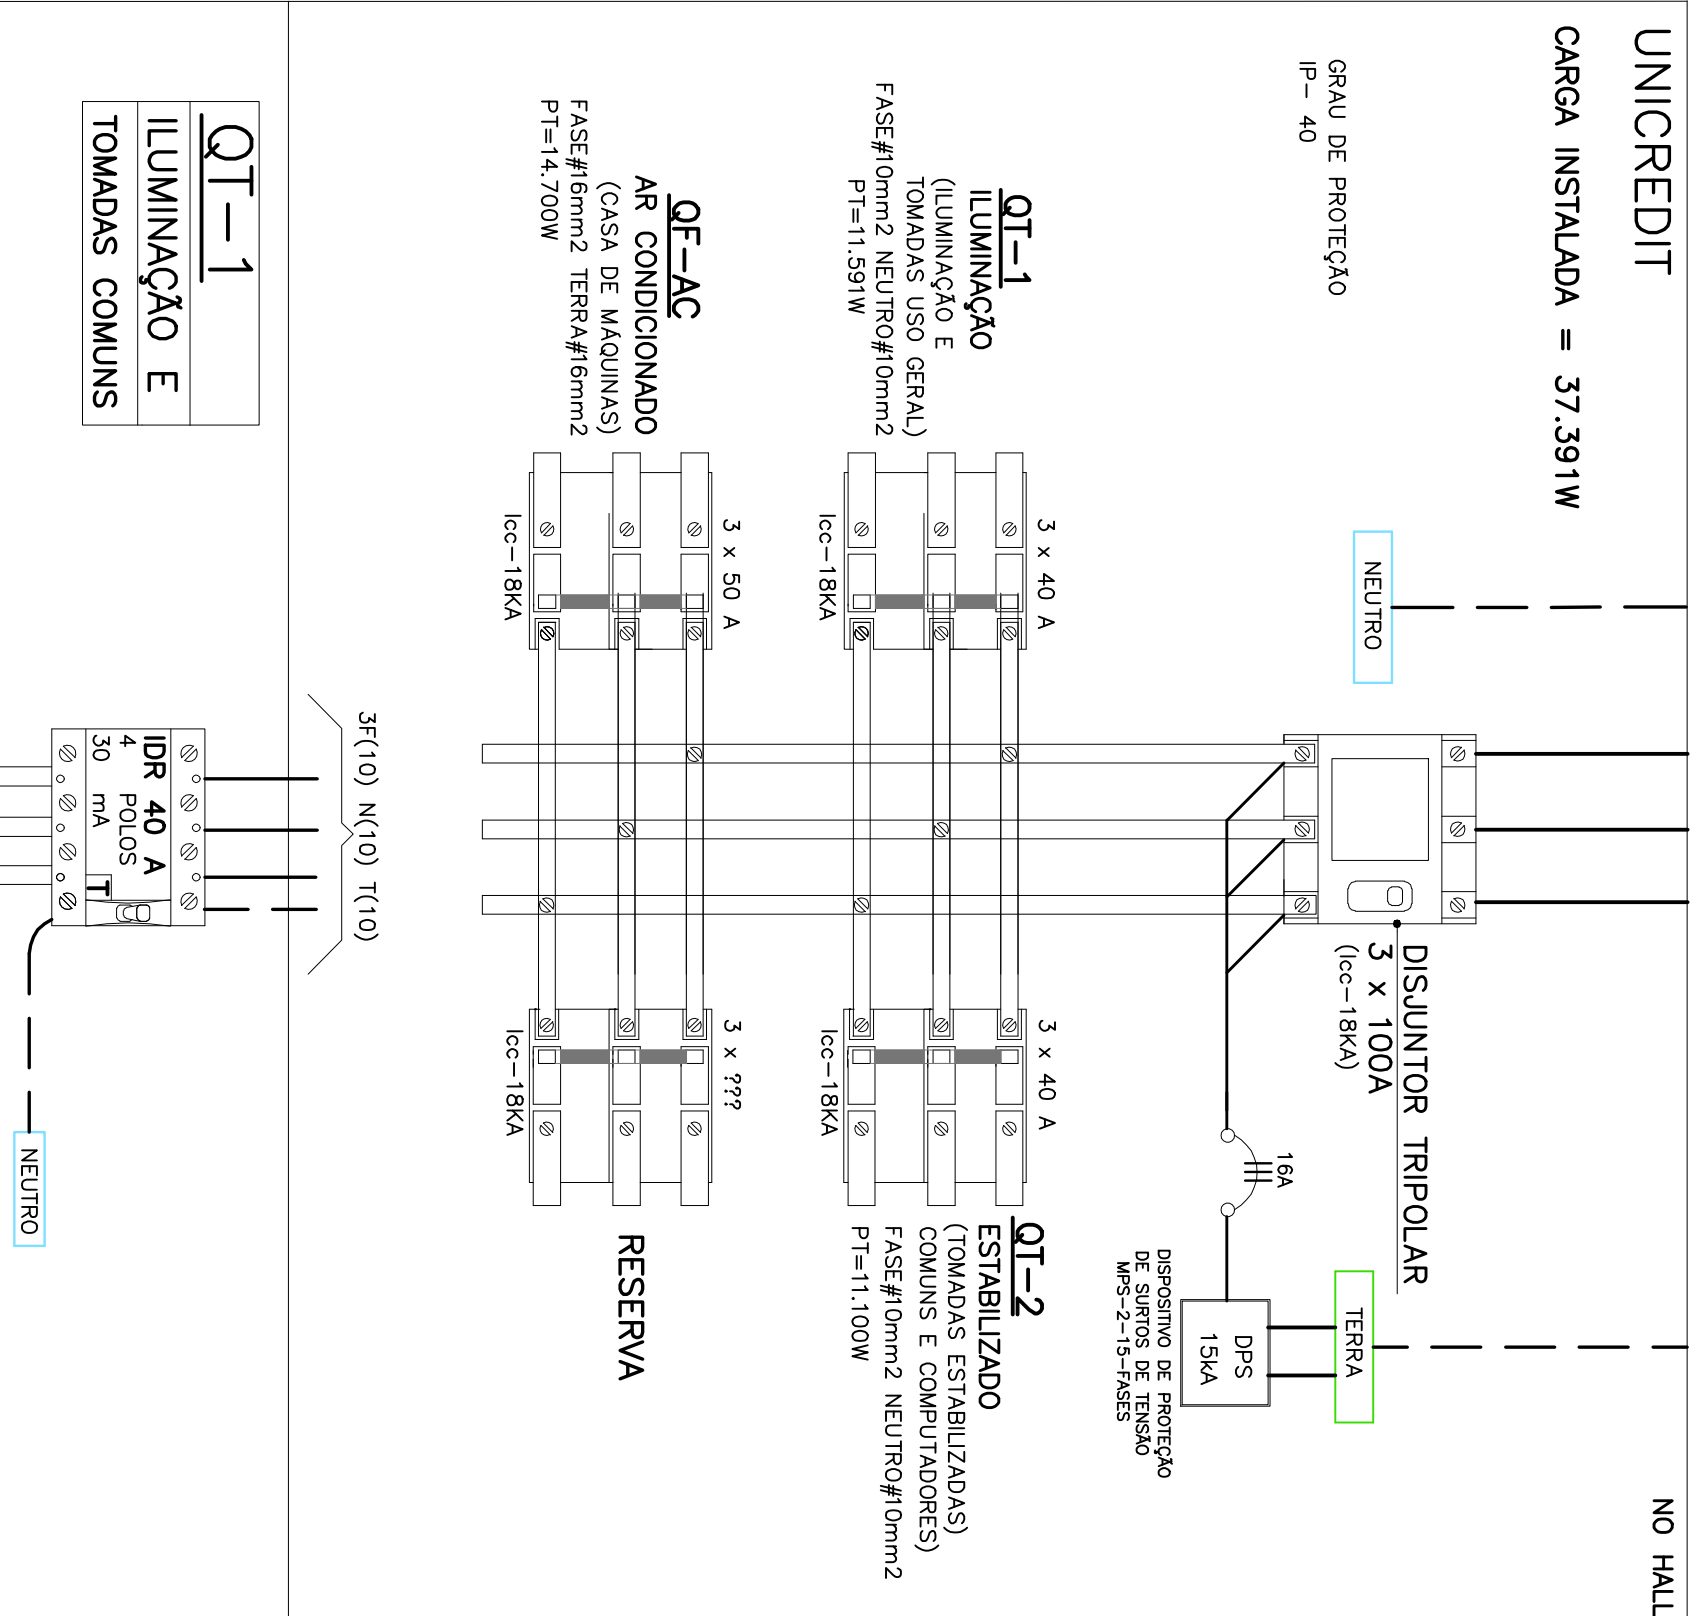 UNICREDIT
NO HALL
CARGA INSTALADA = 37.391W
GRAU DE PROTEÇÃO
IP- 40
NEUTRO
DISJUNTOR TRIPOLAR
3 x 100A
(Icc-18KA)
TERRA
16A
DPS
15kA
DISPOSITIVO DE PROTEÇÃO
DE SURTOS DE TENSÃO
MPS-2-15-FASES
QT-1
ILUMINAÇÃO
(ILUMINAÇÃO E
TOMADAS USO GERAL)
FASE#10mm2 NEUTRO#10mm2
PT=11.591W
3 x 40 A
Icc-18KA
3 x 40 A
Icc-18KA
QT-2
ESTABILIZADO
(TOMADAS ESTABILIZADAS)
COMUNS E COMPUTADORES)
FASE#10mm2 NEUTRO#10mm2
PT=11.100W
QF-AC
AR CONDICIONADO
(CASA DE MÁQUINAS)
FASE#16mm2 TERRA#16mm2
PT=14.700W
3 x 50 A
Icc-18KA
3 x ???
Icc-18KA
RESERVA
3F(10) N(10) T(10)
QT-1
ILUMINAÇÃO E
TOMADAS COMUNS
IDR 40 A
4 POLOS
30 mA
T
NEUTRO